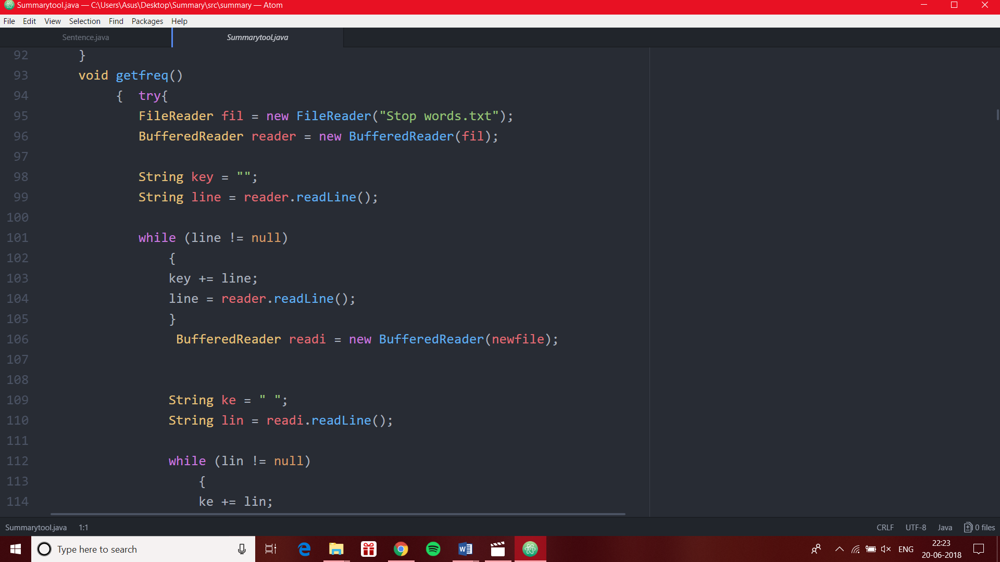 Summarytool.java — C:\Users\Asus\Desktop\Summary\src\summary — Atom
File Edit View Selection Find Packages Help
Sentence.java Summarytool.java
92 }
93 void getfreq()
94 { try{
95 FileReader fil = new FileReader("Stop words.txt");
96 BufferedReader reader = new BufferedReader(fil);
97
98 String key = "";
99 String line = reader.readLine();
100
101 while (line != null)
102 {
103 key += line;
104 line = reader.readLine();
105 }
106 BufferedReader readi = new BufferedReader(newfile);
107
108
109 String ke = " ";
110 String lin = readi.readLine();
111
112 while (lin != null)
113 {
114 ke += lin;
Summarytool.java 1:1 CRLF UTF-8 Java 0 files
Type here to search
ENG
22:23
20-06-2018